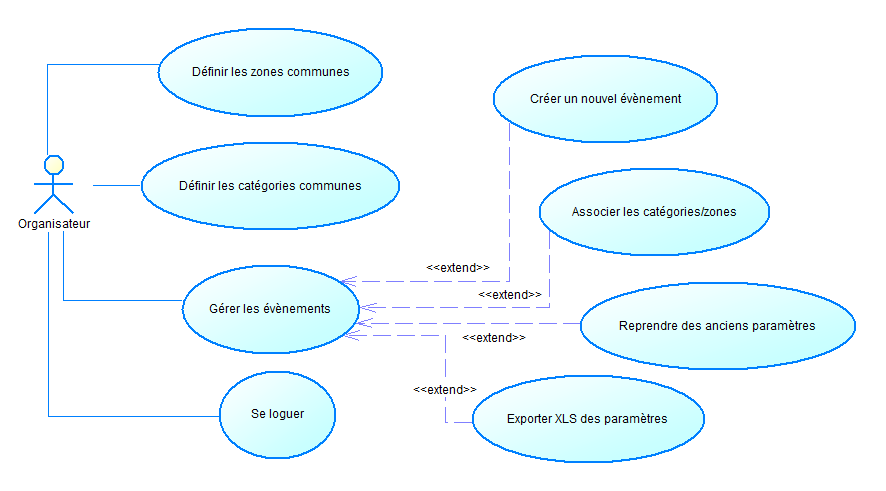 Définir les zones communes
Créer un nouvel évènement
Définir les catégories communes
Associer les catégories/zones
Organisateur
<<extend>>
<<extend>>
Gérer les évènements
Reprendre des anciens paramètres
<<extend>>
<<extend>>
Se loguer
Exporter XLS des paramètres